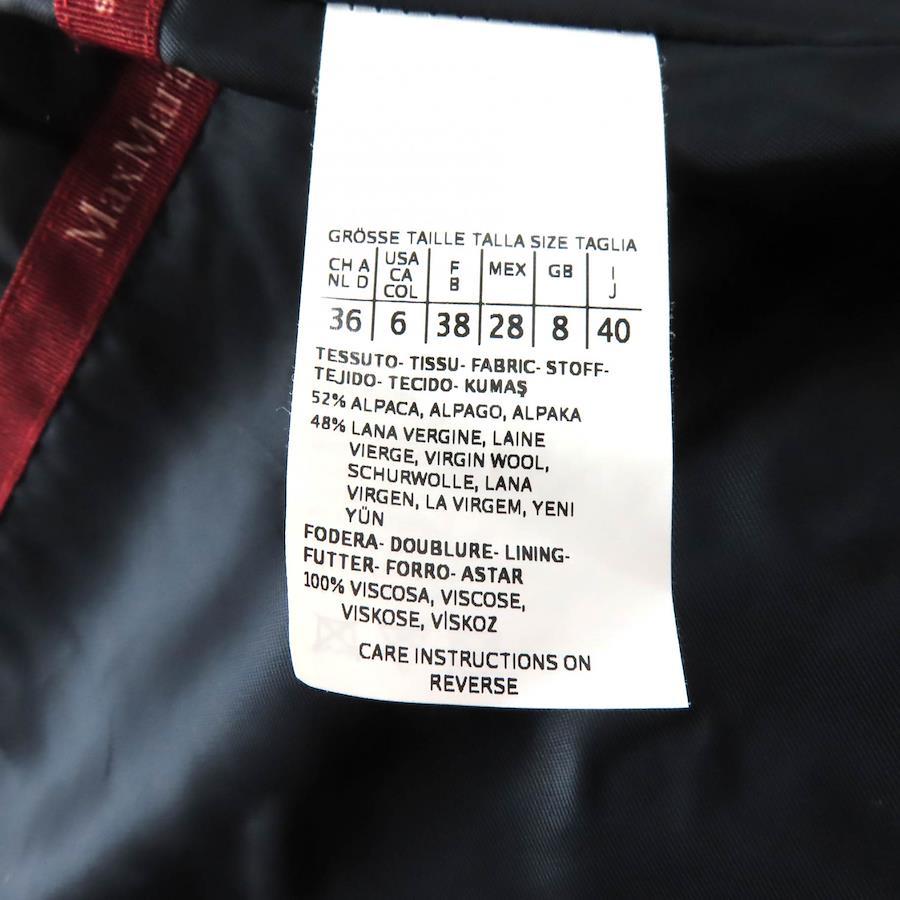 MaxMara
GRÖSSE TAILLE TALLA SIZE TAGLIA
CH A NL D USA CA COL F B MEX GB I J
36 6 38 28 8 40
TESSUTO- TISSU- FABRIC- STOFF-
TEJIDO- TECIDO- KUMAŞ
52% ALPACA, ALPAGO, ALPAKA
48% LANA VERGINE, LAINE
VIERGE, VIRGIN WOOL,
SCHURWOLLE, LANA
VIRGEN, LA VIRGEM, YENI
YÜN
FODERA- DOUBLURE- LINING-
FUTTER- FORRO- ASTAR
100% VISCOSA, VISCOSE,
VISKOSE, VİSKOZ
CARE INSTRUCTIONS ON
REVERSE